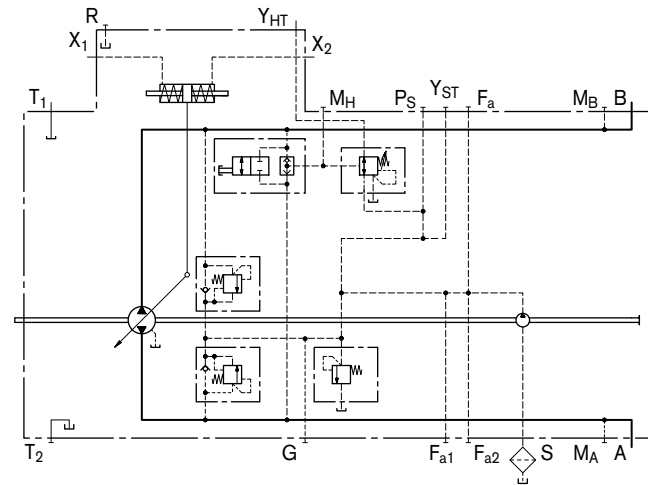 R Y_HT
X_1 X_2
T_1 M_H P_S Y_ST F_a M_B B
T_2 G F_a1 F_a2 S M_A A